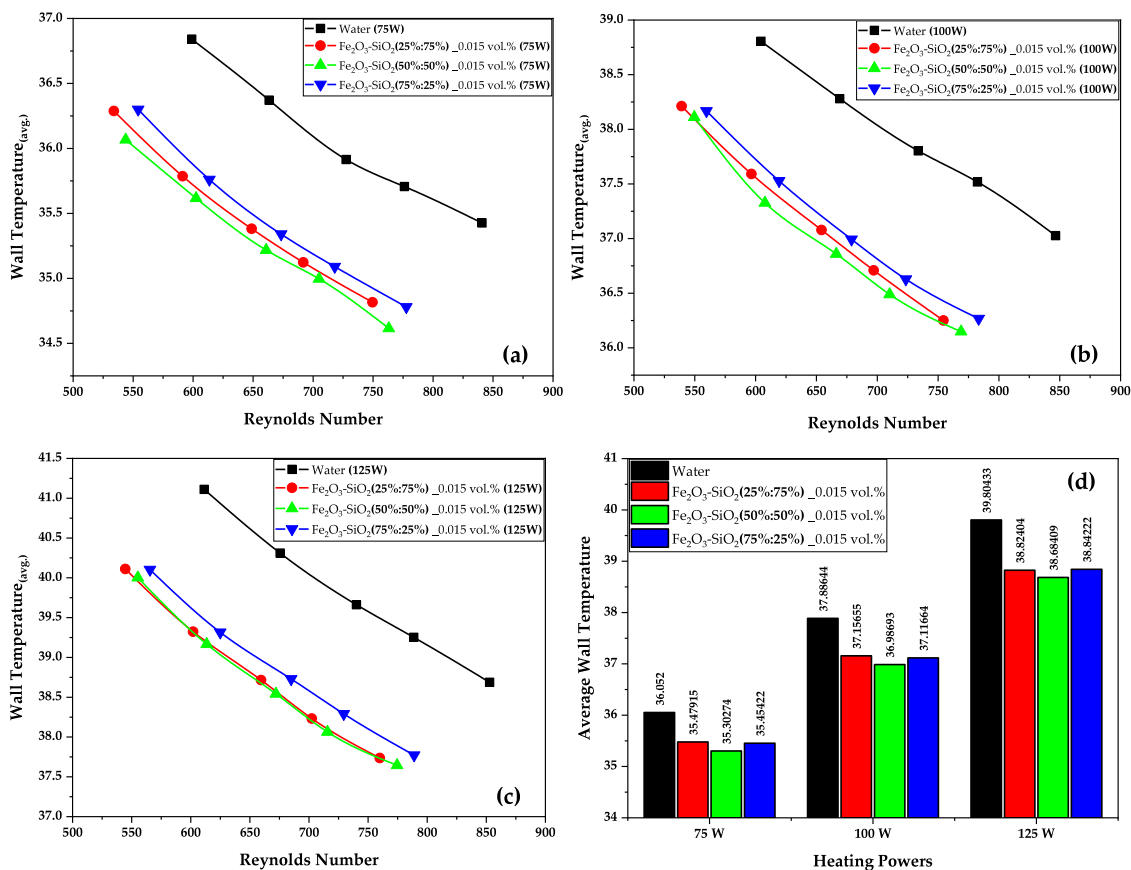 37.0
36.5
36.0
35.5
35.0
34.5
Wall Temperature(avg.)
Water (75W)
Fe₂O₃-SiO₂(25%:75%) _0.015 vol.% (75W)
Fe₂O₃-SiO₂(50%:50%) _0.015 vol.% (75W)
Fe₂O₃-SiO₂(75%:25%) _0.015 vol.% (75W)
(a)
500 550 600 650 700 750 800 850 900
Reynolds Number
39.0
38.5
38.0
37.5
37.0
36.5
36.0
Wall Temperature(avg.)
Water (100W)
Fe₂O₃-SiO₂(25%:75%) _0.015 vol.% (100W)
Fe₂O₃-SiO₂(50%:50%) _0.015 vol.% (100W)
Fe₂O₃-SiO₂(75%:25%) _0.015 vol.% (100W)
(b)
500 550 600 650 700 750 800 850 900
Reynolds Number
41.5
41.0
40.5
40.0
39.5
39.0
38.5
38.0
37.5
37.0
Wall Temperature(avg.)
Water (125W)
Fe₂O₃-SiO₂(25%:75%) _0.015 vol.% (125W)
Fe₂O₃-SiO₂(50%:50%) _0.015 vol.% (125W)
Fe₂O₃-SiO₂(75%:25%) _0.015 vol.% (125W)
(c)
500 550 600 650 700 750 800 850 900
Reynolds Number
41
40
39
38
37
36
35
34
Average Wall Temperature
Water
Fe₂O₃-SiO₂(25%:75%) _0.015 vol.%
Fe₂O₃-SiO₂(50%:50%) _0.015 vol.%
Fe₂O₃-SiO₂(75%:25%) _0.015 vol.%
(d)
36.052
35.47915
35.30274
35.45422
37.88644
37.15655
36.98693
37.11664
39.80433
38.82404
38.68409
38.84222
75 W 100 W 125 W
Heating Powers